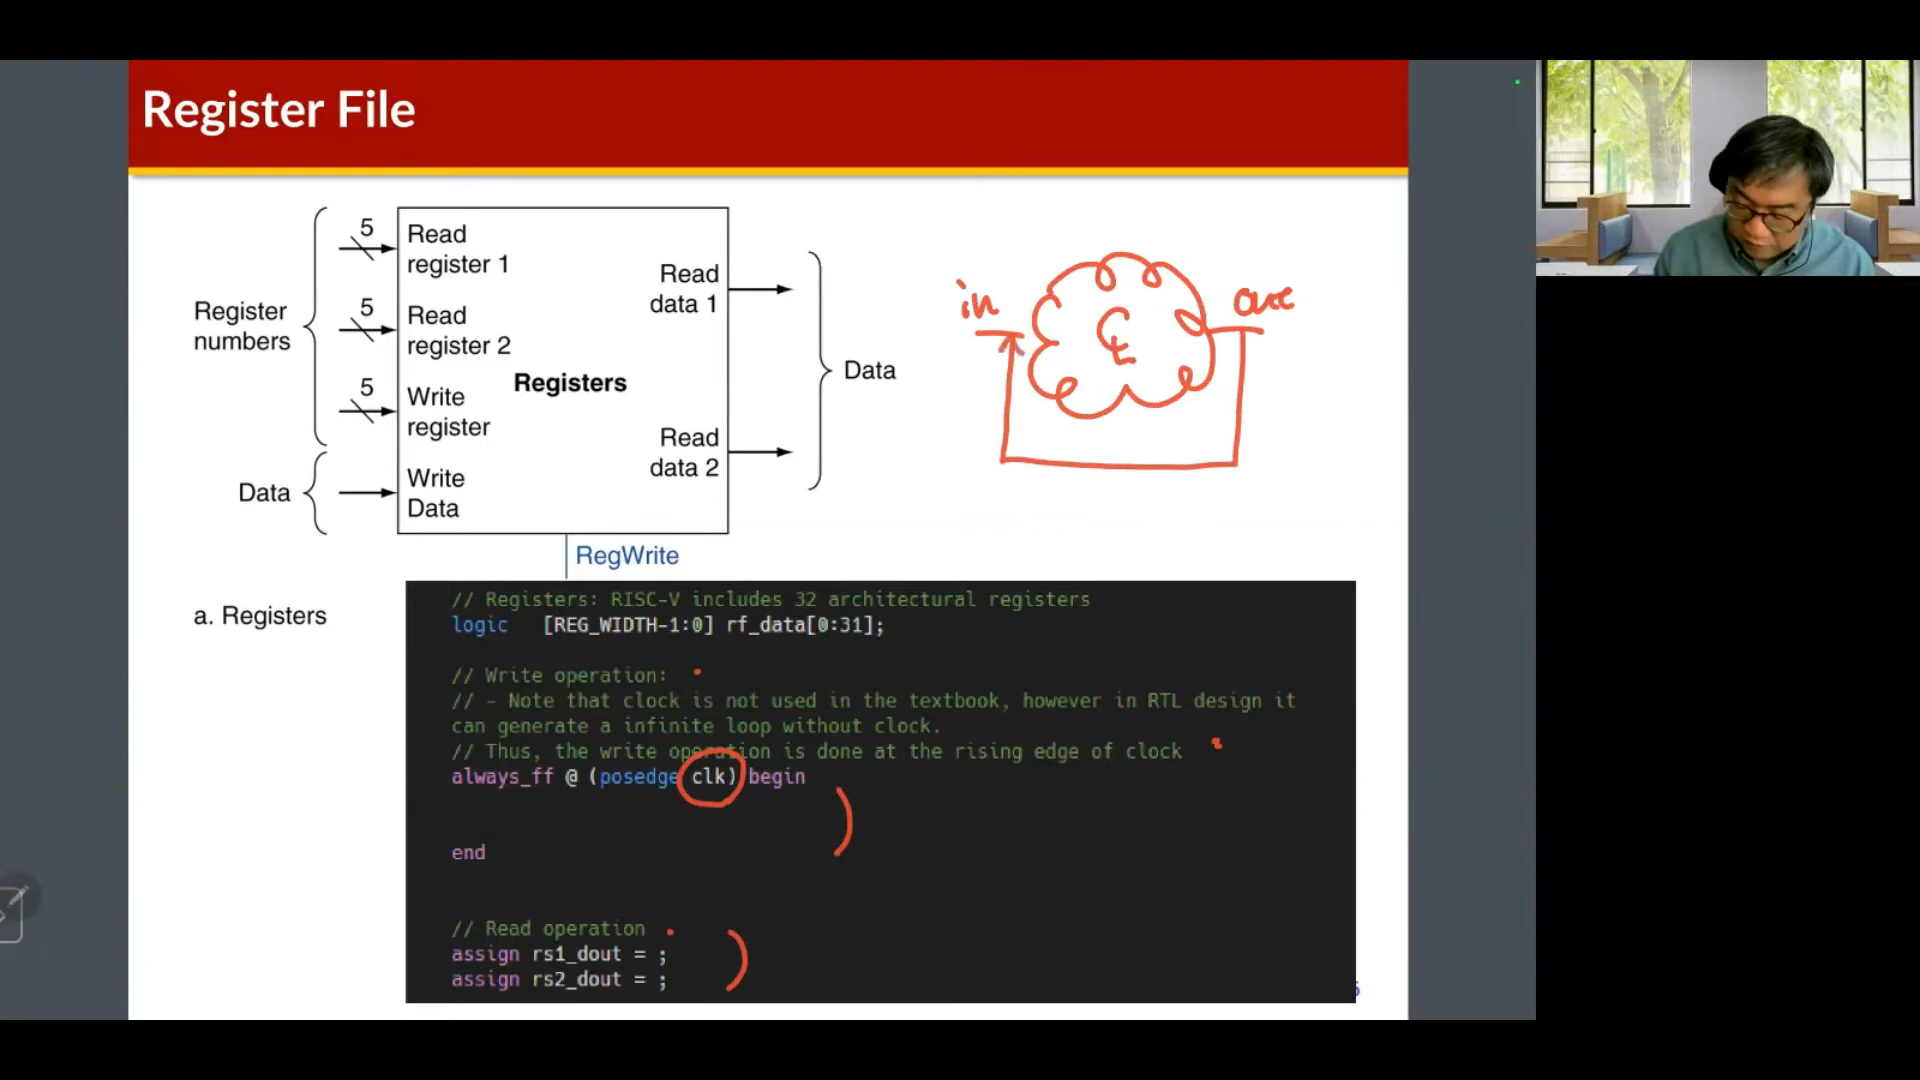 Register File
5
Read
register 1
5
Read
register 2
5
Write
register
Write
Data
Registers
Read
data 1
Read
data 2
Register
numbers
Data
Data
RegWrite
a. Registers
in
out
// Registers: RISC-V includes 32 architectural registers
logic [REG_WIDTH-1:0] rf_data[0:31];
// Write operation:
// - Note that clock is not used in the textbook, however in RTL design it
can generate a infinite loop without clock.
// Thus, the write operation is done at the rising edge of clock
always_ff @ (posedge clk) begin
end
// Read operation
assign rs1_dout = ;
assign rs2_dout = ;